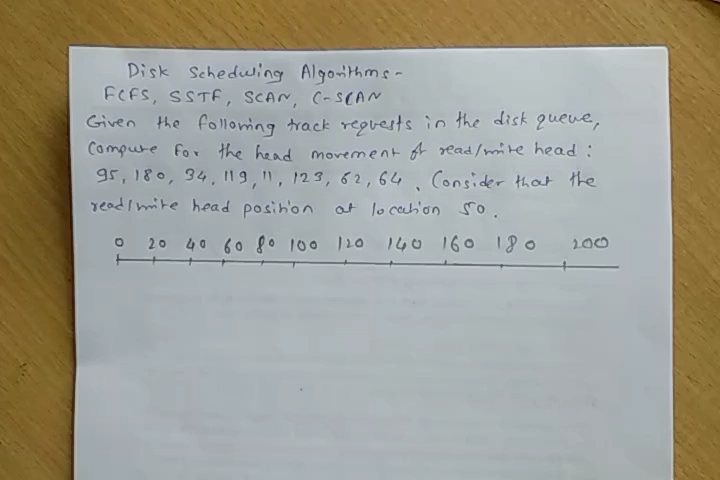 Disk Scheduling Algorithms-
FCFS, SSTF, SCAN, C-SCAN
Given the following track requests in the disk queue,
Compute for the head movement of read/write head:
95, 180, 34, 119, 11, 123, 62, 64. Consider that the
read/write head position at location 50.
0 20 40 60 80 100 120 140 160 180 200